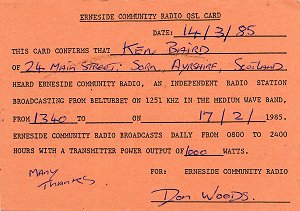 ERNESIDE COMMUNITY RADIO QSL CARD
DATE: 14/3/85
THIS CARD CONFIRMS THAT KEN BAIRD
OF 24 MAIN STREET, SORN, AYRSHIRE, SCOTLAND
HEARD ERNESIDE COMMUNITY RADIO, AN INDEPENDENT RADIO STATION
BROADCASTING FROM BELTURBET ON 1251 KHZ IN THE MEDIUM WAVE BAND,
FROM 1340 TO ON 17/2/ 1985.
ERNESIDE COMMUNITY RADIO BROADCASTS DAILY FROM 0800 TO 2400
HOURS WITH A TRANSMITTER POWER OUTPUT OF 1000 WATTS.
MANY THANKS
FOR: ERNESIDE COMMUNITY RADIO
DON WOODS.